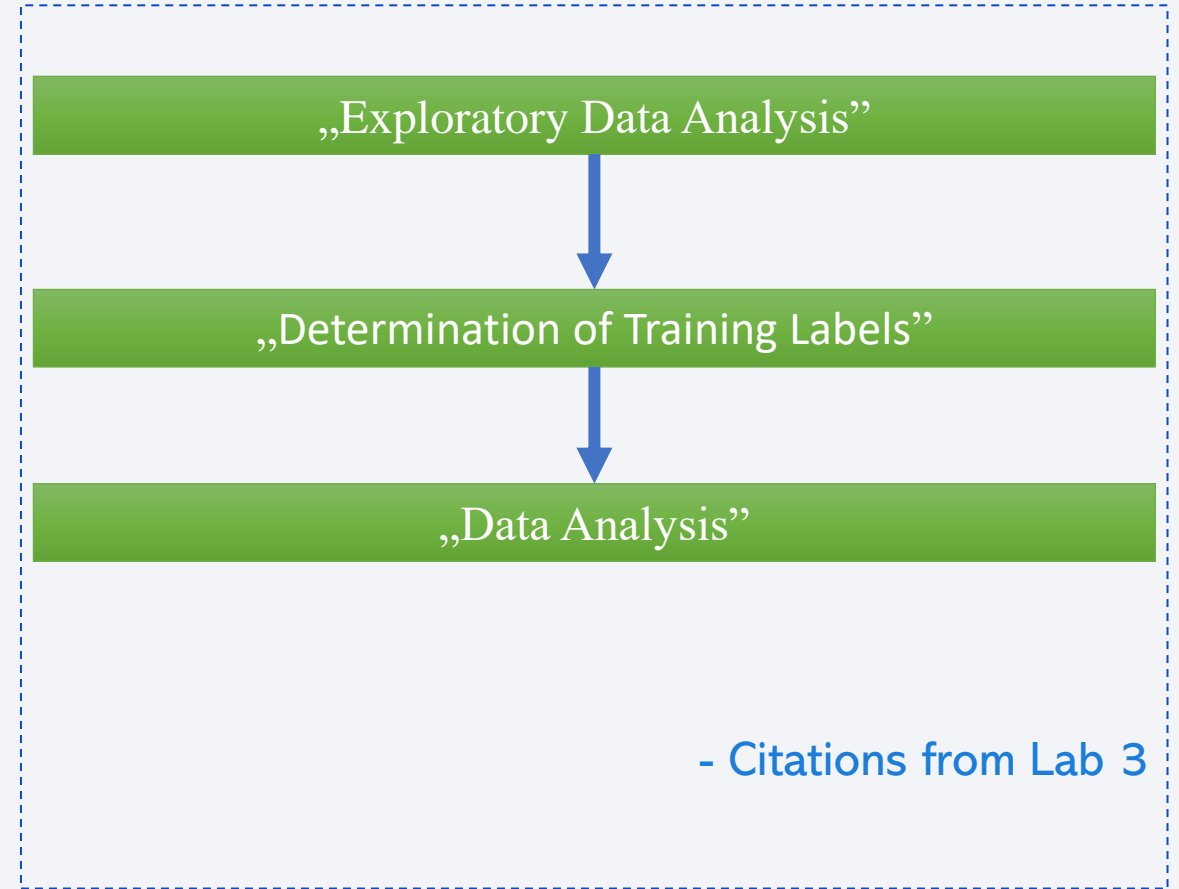 „Exploratory Data Analysis”
„Determination of Training Labels”
„Data Analysis”
- Citations from Lab 3